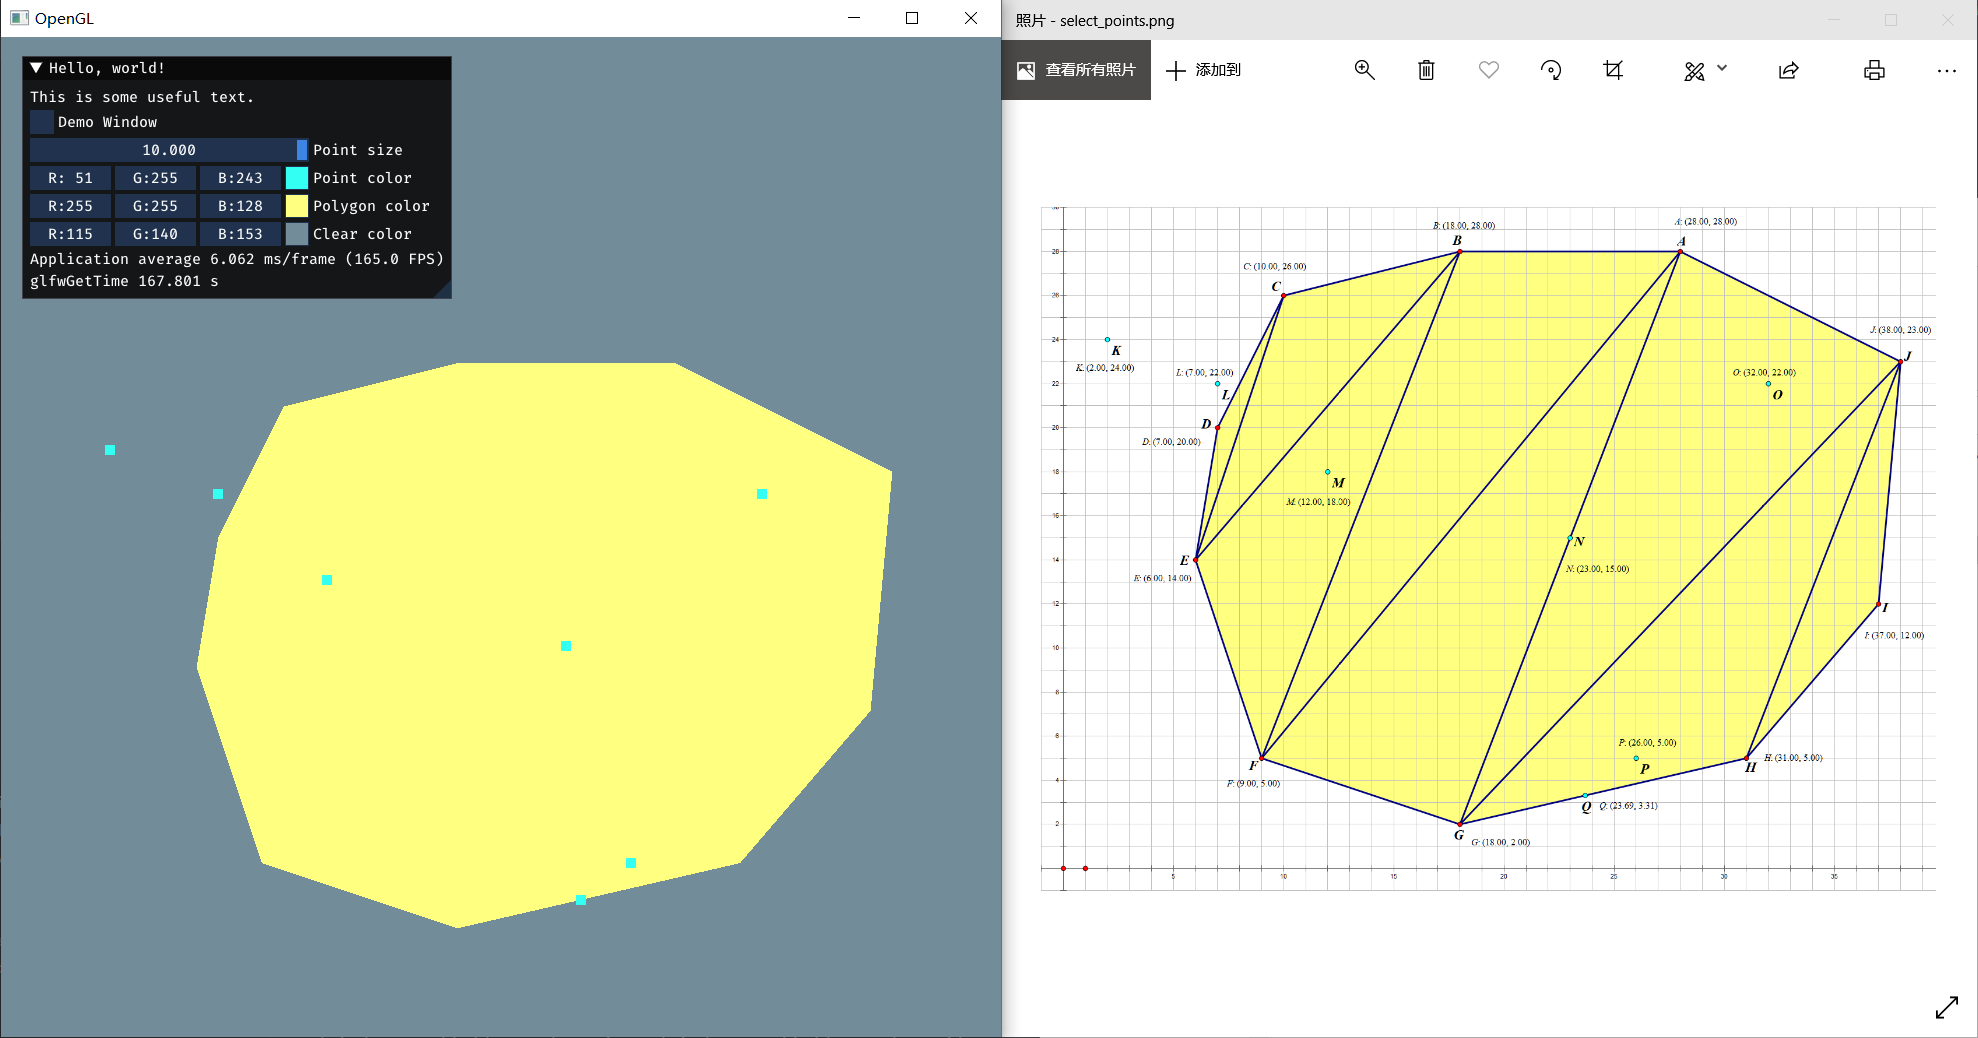 OpenGL
Hello, world!
This is some useful text.
Demo Window
10.000 Point size
R: 51 G:255 B:243 Point color
R:255 G:255 B:128 Polygon color
R:115 G:140 B:153 Clear color
Application average 6.062 ms/frame (165.0 FPS)
glfwGetTime 167.801 s
照片 - select_points.png
查看所有照片
添加到
A: (28.00, 28.00)
B: (18.00, 28.00)
B
A
28
C: (10.00, 26.00)
C
26
J: (38.00, 23.00)
24
K
J
K: (2.00, 24.00)
L: (7.00, 22.00)
O: (32.00, 22.00)
22
L
O
20
D
D: (7.00, 20.00)
18
M
M: (12.00, 18.00)
16
N
14
E
N: (23.00, 15.00)
E: (6.00, 14.00)
12
I
I: (37.00, 12.00)
10
8
6
P: (26.00, 5.00)
F
P
H
H: (31.00, 5.00)
4
F: (9.00, 5.00)
Q
Q: (23.69, 3.31)
2
G
G: (18.00, 2.00)
5
10
15
20
25
30
35